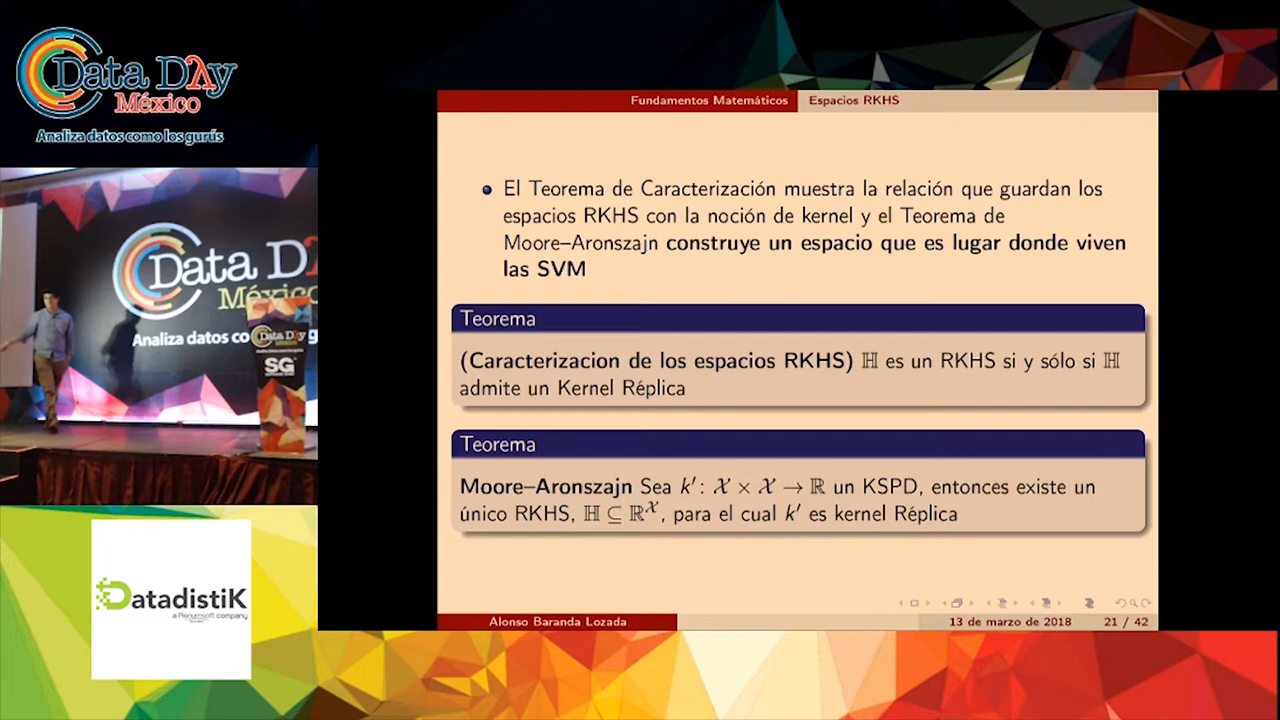 Data Day
México
Analiza datos como los gurús
Data D
México
Analiza datos co
Data Day
México
SG
DatadistiK
a Plenumsoft company
Fundamentos Matemáticos
Espacios RKHS
El Teorema de Caracterización muestra la relación que guardan los
espacios RKHS con la noción de kernel y el Teorema de
Moore–Aronszajn construye un espacio que es lugar donde viven
las SVM
Teorema
(Caracterizacion de los espacios RKHS) ℍ es un RKHS si y sólo si ℍ
admite un Kernel Réplica
Teorema
Moore–Aronszajn Sea k′: 𝒳 × 𝒳 → ℝ un KSPD, entonces existe un
único RKHS, ℍ ⊆ ℝ^𝒳, para el cual k′ es kernel Réplica
Alonso Baranda Lozada
13 de marzo de 2018
21 / 42